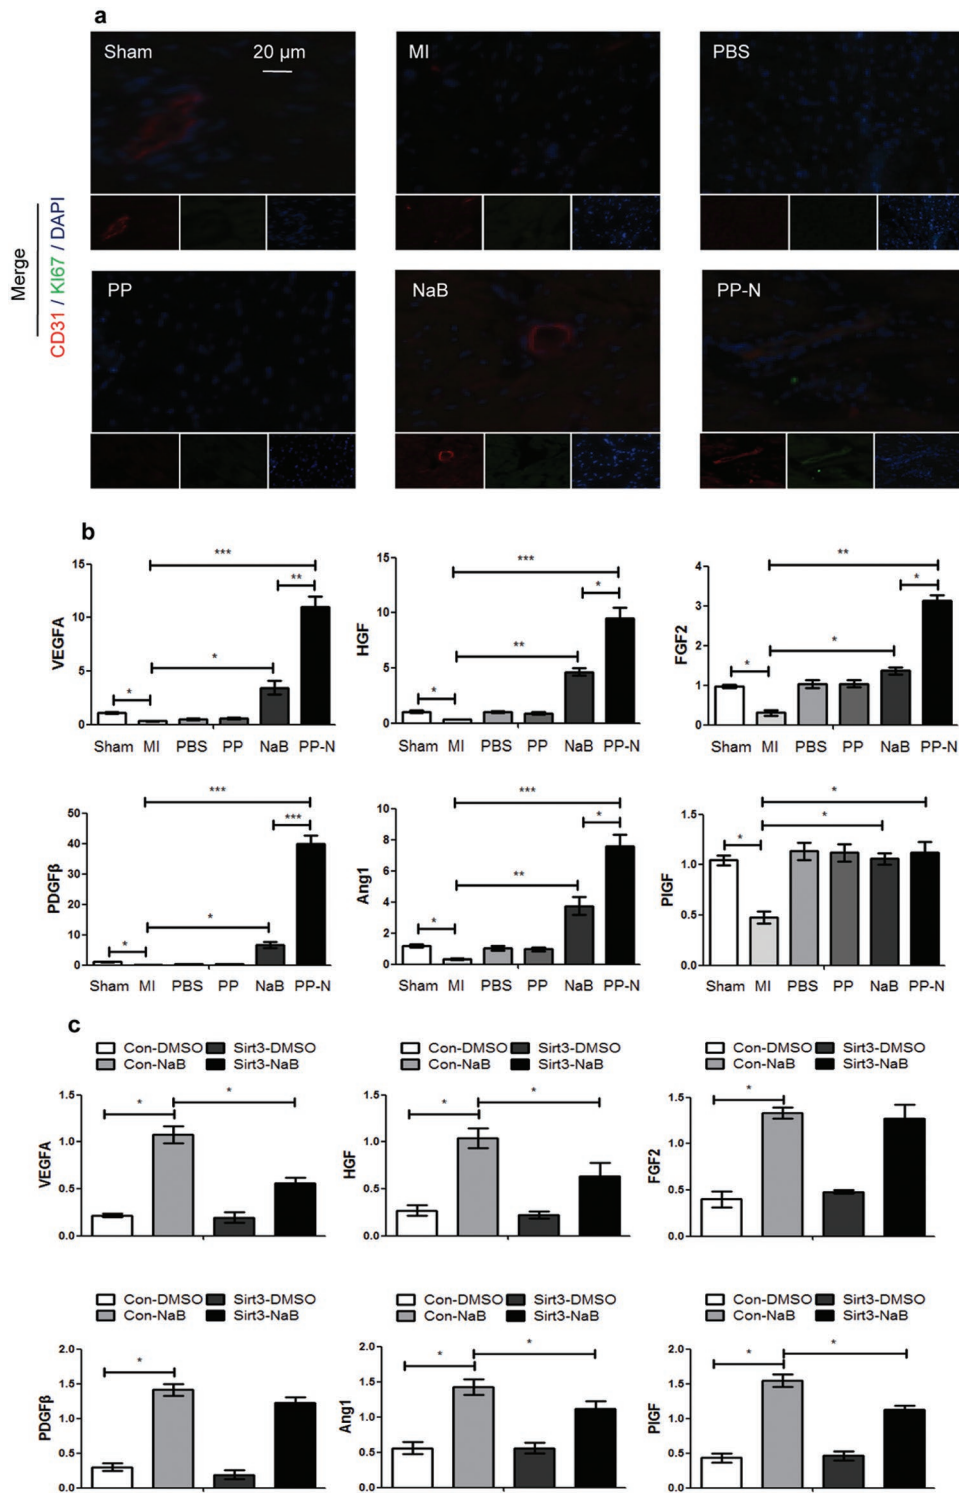 a
Sham 20 µm MI PBS
Merge
CD31 / KI67 / DAPI
PP NaB PP-N
b
*** *** **
** * *
* ** *
* * *
VEGFA 15 10 5 0
Sham MI PBS PP NaB PP-N
HGF 15 10 5 0
Sham MI PBS PP NaB PP-N
FGF2 4 3 2 1 0
Sham MI PBS PP NaB PP-N
*** *** *
*** * *
* ** *
* *
PDGFβ 50 40 30 20 10 0
Sham MI PBS PP NaB PP-N
Ang1 10 8 6 4 2 0
Sham MI PBS PP NaB PP-N
PlGF 1.5 1.0 0.5 0.0
Sham MI PBS PP NaB PP-N
c
Con-DMSO Sirt3-DMSO
Con-NaB Sirt3-NaB
VEGFA 1.5 1.0 0.5 0.0
* *
Con-DMSO Sirt3-DMSO
Con-NaB Sirt3-NaB
HGF 1.5 1.0 0.5 0.0
* *
Con-DMSO Sirt3-DMSO
Con-NaB Sirt3-NaB
FGF2 1.5 1.0 0.5 0.0
*
Con-DMSO Sirt3-DMSO
Con-NaB Sirt3-NaB
PDGFβ 2.0 1.5 1.0 0.5 0.0
*
Con-DMSO Sirt3-DMSO
Con-NaB Sirt3-NaB
Ang1 2.0 1.5 1.0 0.5 0.0
* *
Con-DMSO Sirt3-DMSO
Con-NaB Sirt3-NaB
PlGF 2.0 1.5 1.0 0.5 0.0
* *